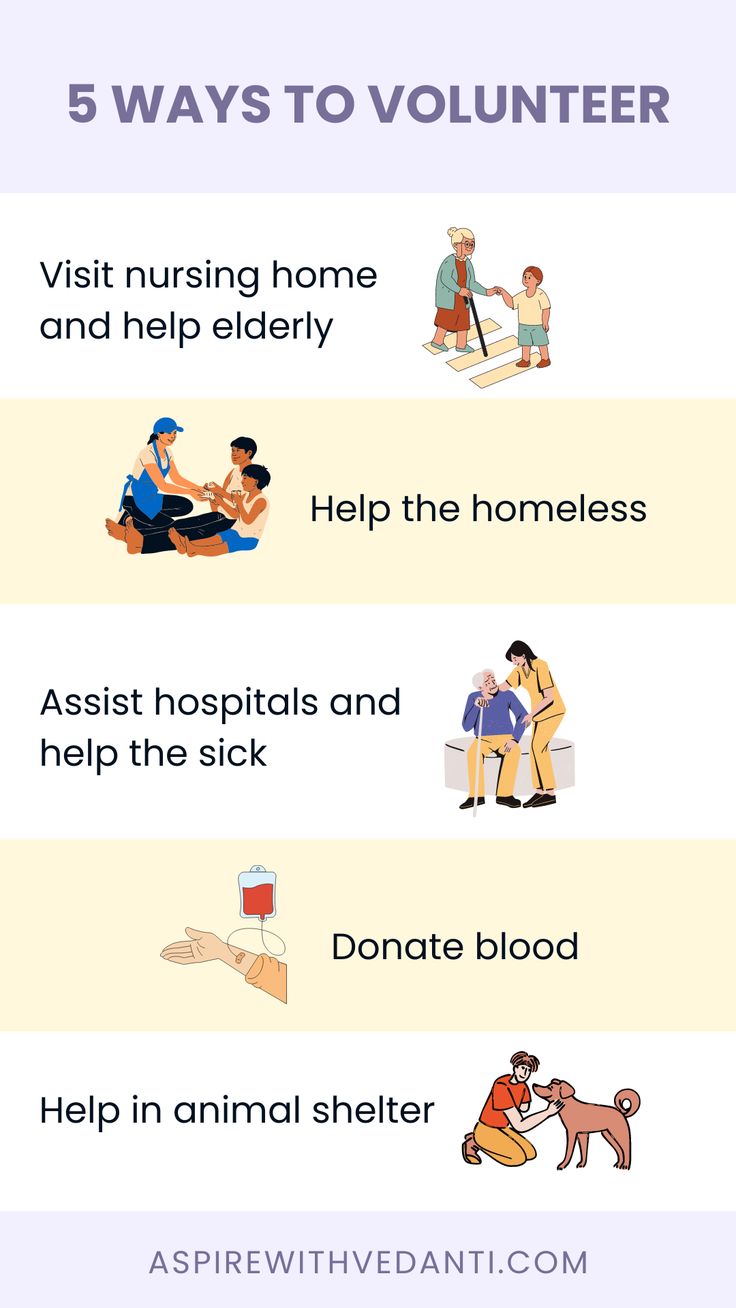 5 WAYS TO VOLUNTEER
Visit nursing home
and help elderly
Help the homeless
Assist hospitals and
help the sick
Donate blood
Help in animal shelter
ASPIREWITHVEDANTI.COM